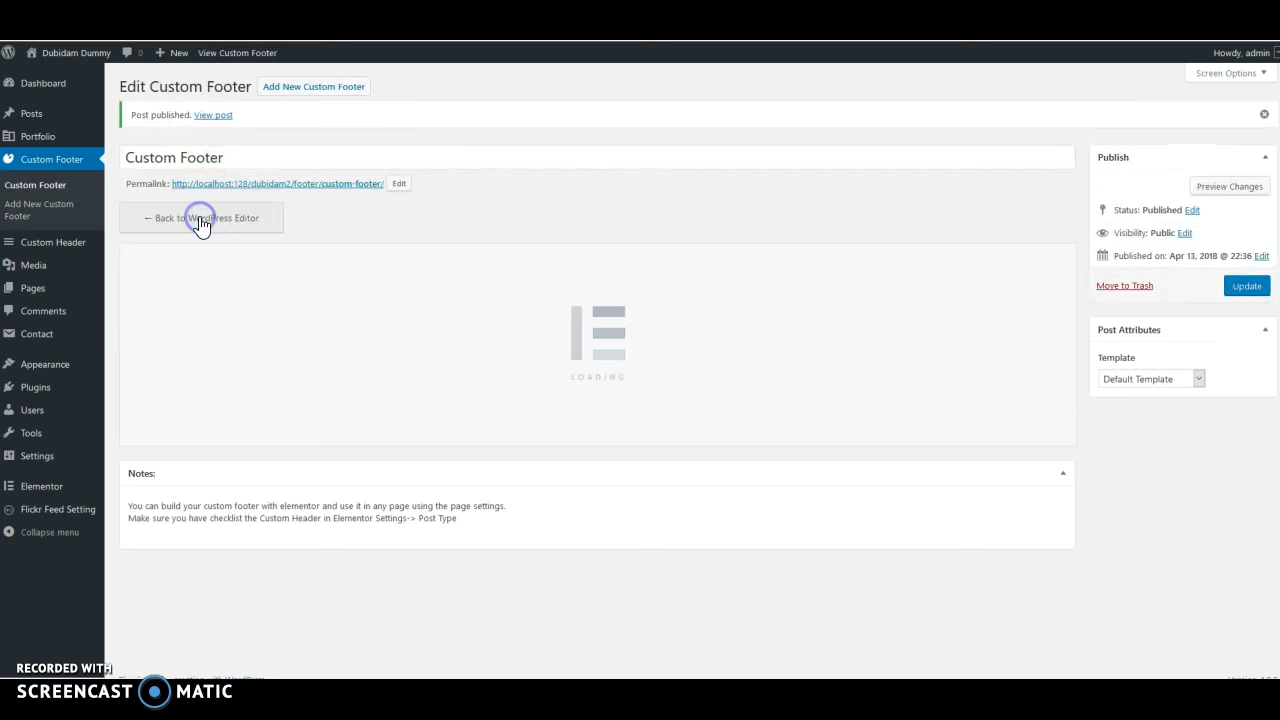 Dubidam Dummy 0 New View Custom Footer Howdy, admin
Screen Options
Dashboard
Posts
Portfolio
Custom Footer
Custom Footer
Add New Custom
Footer
Custom Header
Media
Pages
Comments
Contact
Appearance
Plugins
Users
Tools
Settings
Elementor
Flickr Feed Setting
Collapse menu
Edit Custom Footer Add New Custom Footer
Post published. View post
Custom Footer
Permalink: http://localhost:128/dubidam2/footer/custom-footer/ Edit
← Back to WordPress Editor
LOADING
Notes:
You can build your custom footer with elementor and use it in any page using the page settings.
Make sure you have checklist the Custom Header in Elementor Settings-> Post Type
Publish
Preview Changes
Status: Published Edit
Visibility: Public Edit
Published on: Apr 13, 2018 @ 22:36 Edit
Move to Trash Update
Post Attributes
Template
Default Template
RECORDED WITH
SCREENCAST MATIC